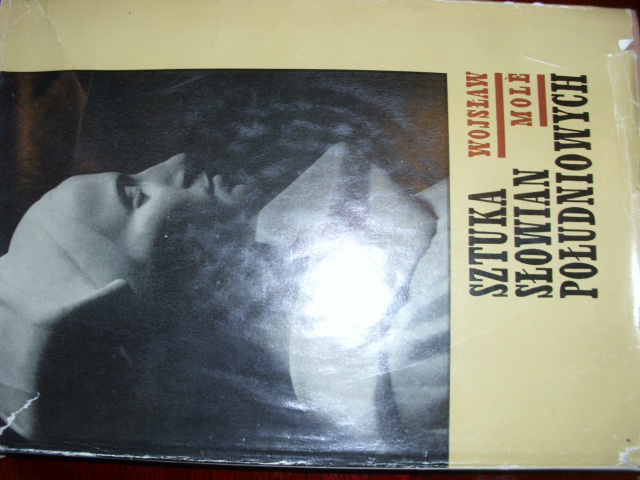 WOJSŁAW
MOLÈ
SZTUKA
SŁOWIAN
POŁUDNIOWYCH